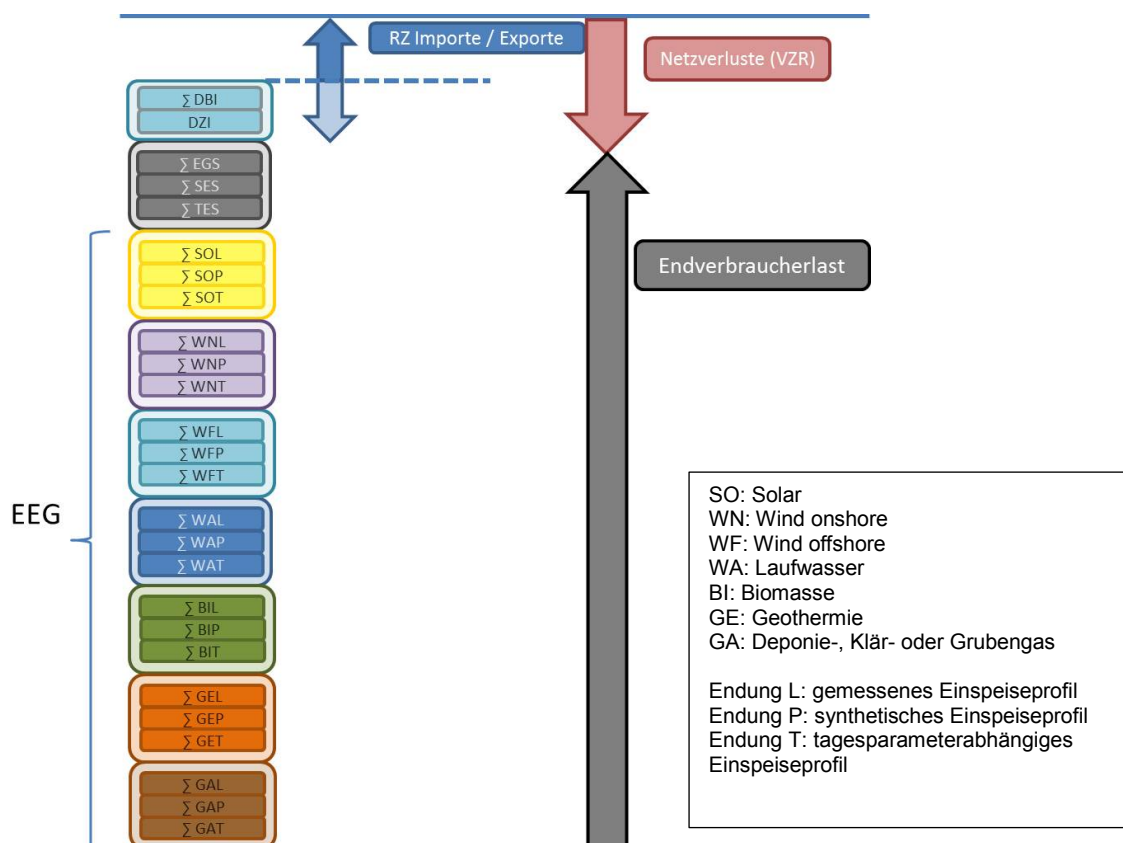 RZ Importe / Exporte
Netzverluste (VZR)
∑ DBI
DZI
∑ EGS
∑ SES
∑ TES
∑ SOL
∑ SOP
∑ SOT
Endverbraucherlast
∑ WNL
∑ WNP
∑ WNT
∑ WFL
∑ WFP
∑ WFT
EEG
∑ WAL
∑ WAP
∑ WAT
∑ BIL
∑ BIP
∑ BIT
∑ GEL
∑ GEP
∑ GET
∑ GAL
∑ GAP
∑ GAT
SO: Solar
WN: Wind onshore
WF: Wind offshore
WA: Laufwasser
BI: Biomasse
GE: Geothermie
GA: Deponie-, Klär- oder Grubengas
Endung L: gemessenes Einspeiseprofil
Endung P: synthetisches Einspeiseprofil
Endung T: tagesparameterabhängiges
Einspeiseprofil